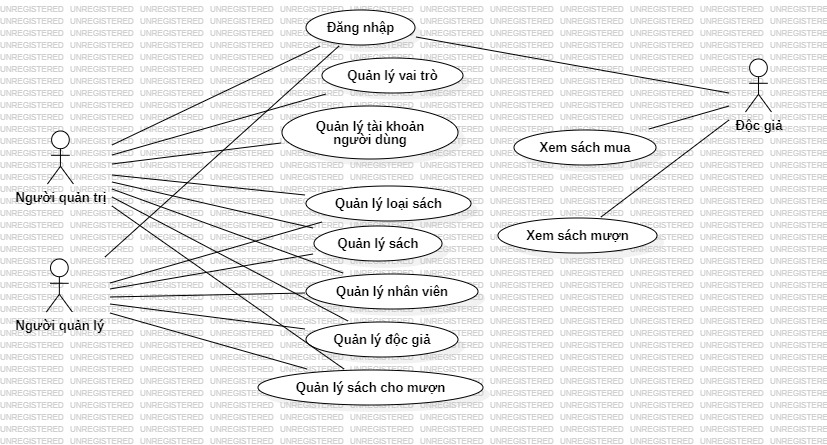 Đăng nhập
Quản lý vai trò
Độc giả
Quản lý tài khoản
người dùng
Xem sách mua
Người quản trị
Quản lý loại sách
Quản lý sách
Xem sách mượn
Quản lý nhân viên
Người quản lý
Quản lý độc giả
Quản lý sách cho mượn
UNREGISTERED